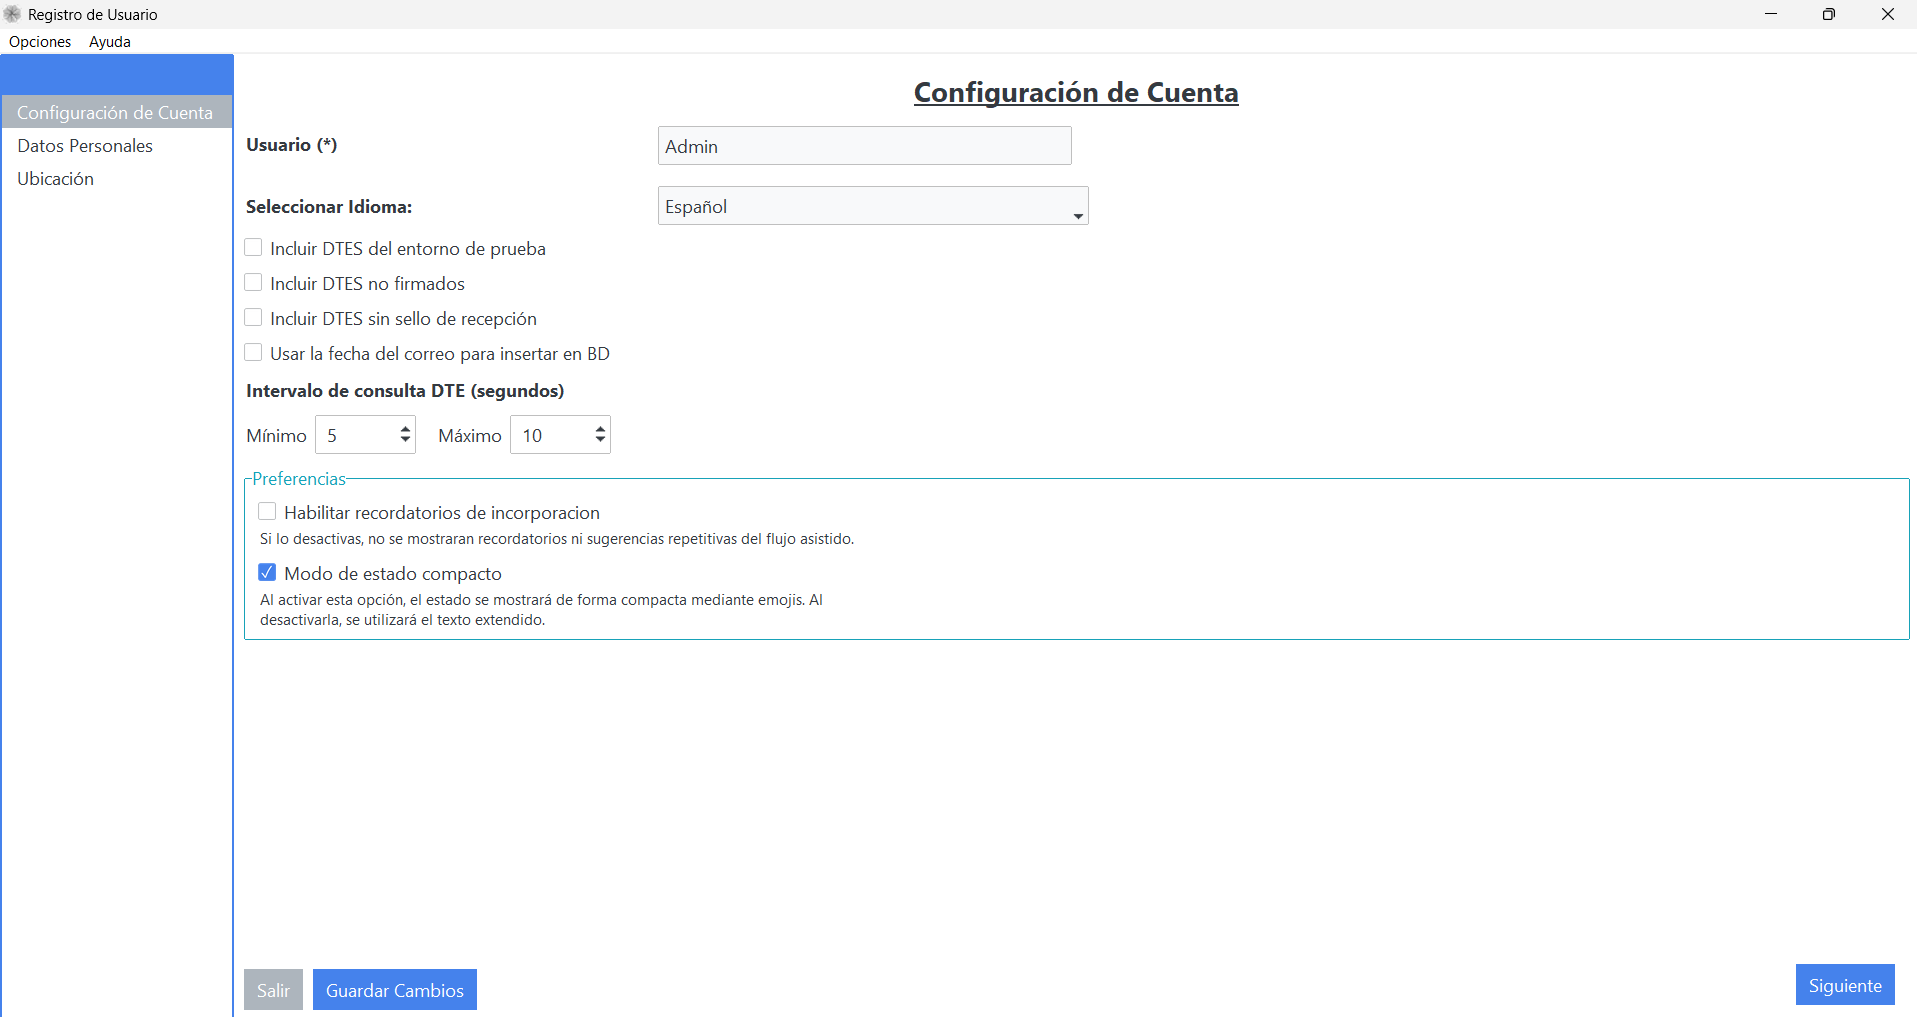 Registro de Usuario
Opciones Ayuda
Configuración de Cuenta
Datos Personales
Ubicación
Configuración de Cuenta
Usuario (*) Admin
Seleccionar Idioma: Español
Incluir DTES del entorno de prueba
Incluir DTES no firmados
Incluir DTES sin sello de recepción
Usar la fecha del correo para insertar en BD
Intervalo de consulta DTE (segundos)
Mínimo 5 Máximo 10
Preferencias
Habilitar recordatorios de incorporacion
Si lo desactivas, no se mostraran recordatorios ni sugerencias repetitivas del flujo asistido.
Modo de estado compacto
Al activar esta opción, el estado se mostrará de forma compacta mediante emojis. Al
desactivarla, se utilizará el texto extendido.
Salir Guardar Cambios Siguiente